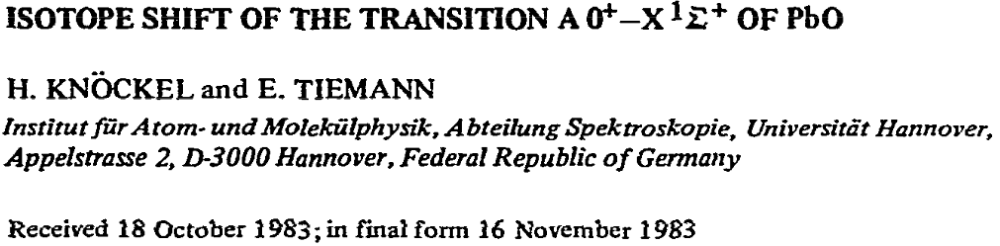 ISOTOPE SHIFT OF THE TRANSITION A 0⁺–X ¹Σ⁺ OF PbO
H. KNÖCKEL and E. TIEMANN
Institut für Atom- und Molekülphysik, Abteilung Spektroskopie, Universität Hannover,
Appelstrasse 2, D-3000 Hannover, Federal Republic of Germany
Received 18 October 1983; in final form 16 November 1983